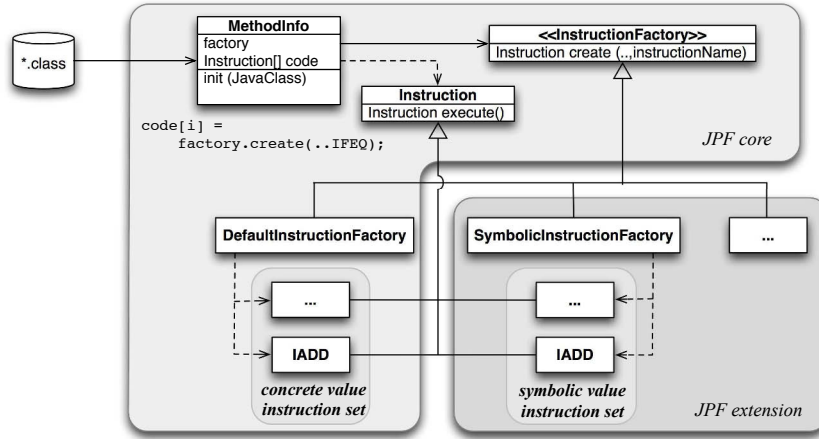 *.class
MethodInfo
factory
Instruction[] code
init (JavaClass)
<<InstructionFactory>>
Instruction create (..,instructionName)
Instruction
Instruction execute()
code[i] =
factory.create(..IFEQ);
JPF core
DefaultInstructionFactory
SymbolicInstructionFactory
...
...
...
IADD
IADD
concrete value
instruction set
symbolic value
instruction set
JPF extension